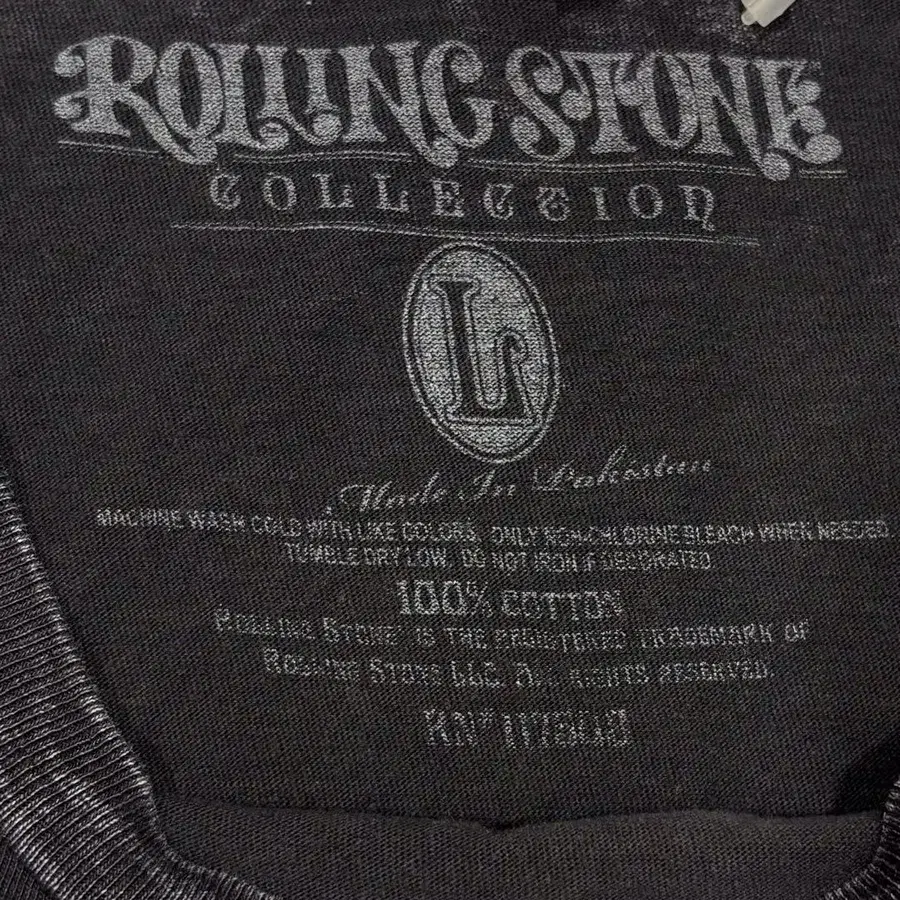 ROLLING STONE
COLLECTION
L
Made In Pakistan
MACHINE WASH COLD WITH LIKE COLORS. ONLY NON-CHLORINE BLEACH WHEN NEEDED
TUMBLE DRY LOW. DO NOT IRON IF DECORATED.
100% COTTON
ROLLING STONE IS THE REGISTERED TRADEMARK OF
ROLLING STONE LLC. ALL RIGHTS RESERVED.
RN#